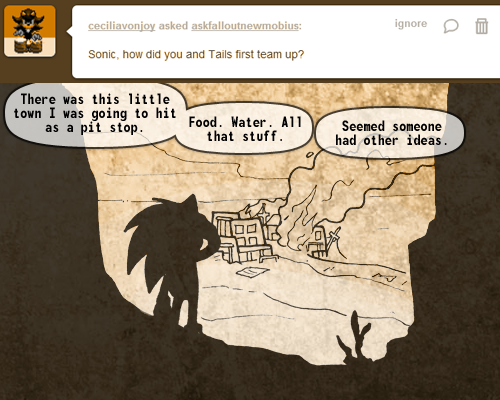 ceciliavonjoy asked askfalloutnewmobius:
ignore
Sonic, how did you and Tails first team up?
There was this little
town I was going to hit
as a pit stop.
Food. Water. All
that stuff.
Seemed someone
had other ideas.